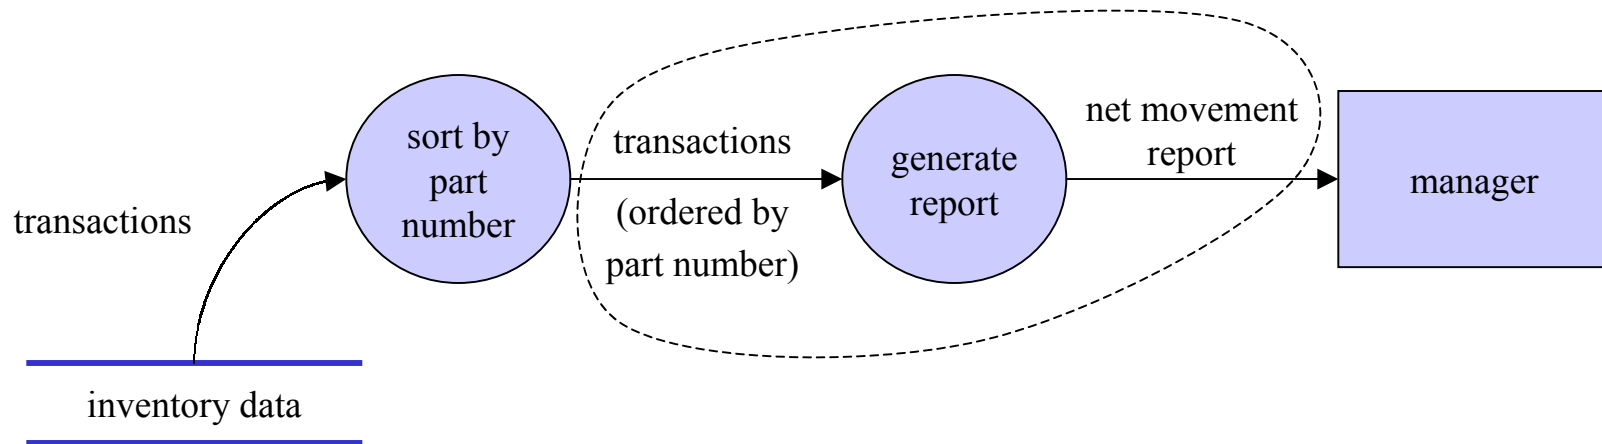 transactions
inventory data
sort by
part
number
transactions
(ordered by
part number)
generate
report
net movement
report
manager